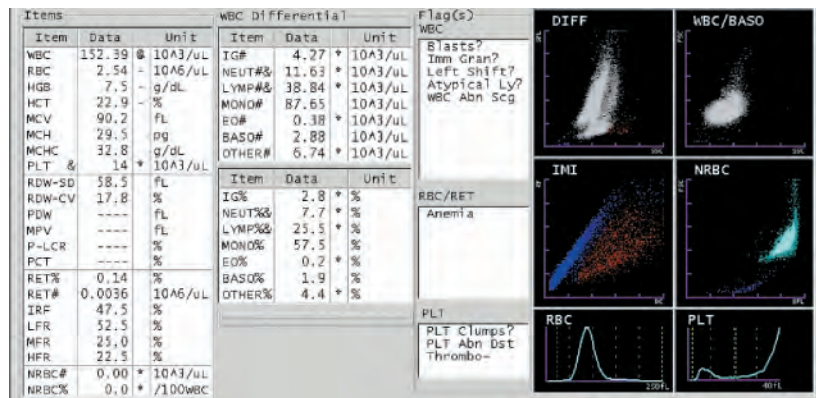 Items
Item Data Unit
WBC 152.39 & 10^3/uL
RBC 2.54 - 10^6/uL
HGB 7.5 - g/dL
HCT 22.9 - %
MCV 90.2 fL
MCH 29.5 pg
MCHC 32.8 g/dL
PLT & 14 * 10^3/uL
RDW-SD 58.5 fL
RDW-CV 17.8 %
PDW ---- fL
MPV ---- fL
P-LCR ---- %
PCT ---- %
RET% 0.14 %
RET# 0.0036 10^6/uL
IRF 47.5 %
LFR 52.5 %
MFR 25.0 %
HFR 22.5 %
NRBC# 0.00 * 10^3/uL
NRBC% 0.0 * /100WBC
WBC Differential
Item Data Unit
IG# 4.27 * 10^3/uL
NEUT#& 11.63 * 10^3/uL
LYMP#& 38.84 * 10^3/uL
MONO# 87.65 10^3/uL
EO# 0.38 * 10^3/uL
BASO# 2.88 10^3/uL
OTHER# 6.74 * 10^3/uL
Item Data Unit
IG% 2.8 * %
NEUT%& 7.7 * %
LYMP%& 25.5 * %
MONO% 57.5 %
EO% 0.2 * %
BASO% 1.9 %
OTHER% 4.4 * %
Flag(s)
WBC
Blasts?
Imm Gran?
Left Shift?
Atypical Ly?
WBC Abn Scg
RBC/RET
Anemia
PLT
PLT Clumps?
PLT Abn Dst
Thrombo-
DIFF
SFL
SSC
WBC/BASO
FSC
SSC
IMI
RF
DC
NRBC
FSC
SFL
RBC
250fL
PLT
40fL